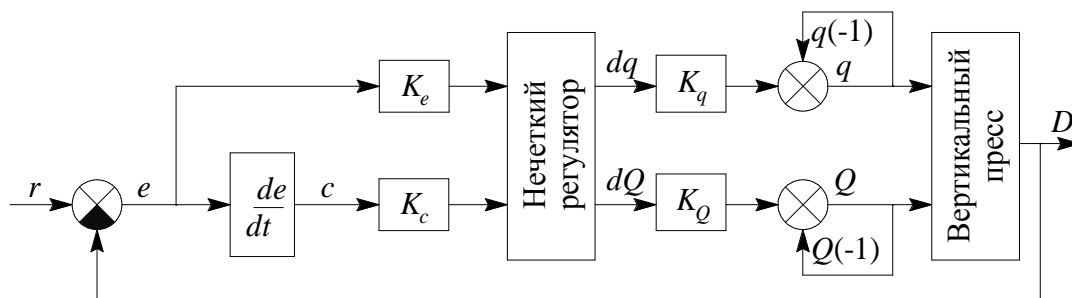 q(-1)
dq
q
K_e
K_q
Нечеткий
регулятор
Вертикальный
пресс
D
r
e
de
dt
c
K_c
dQ
K_Q
Q
Q(-1)